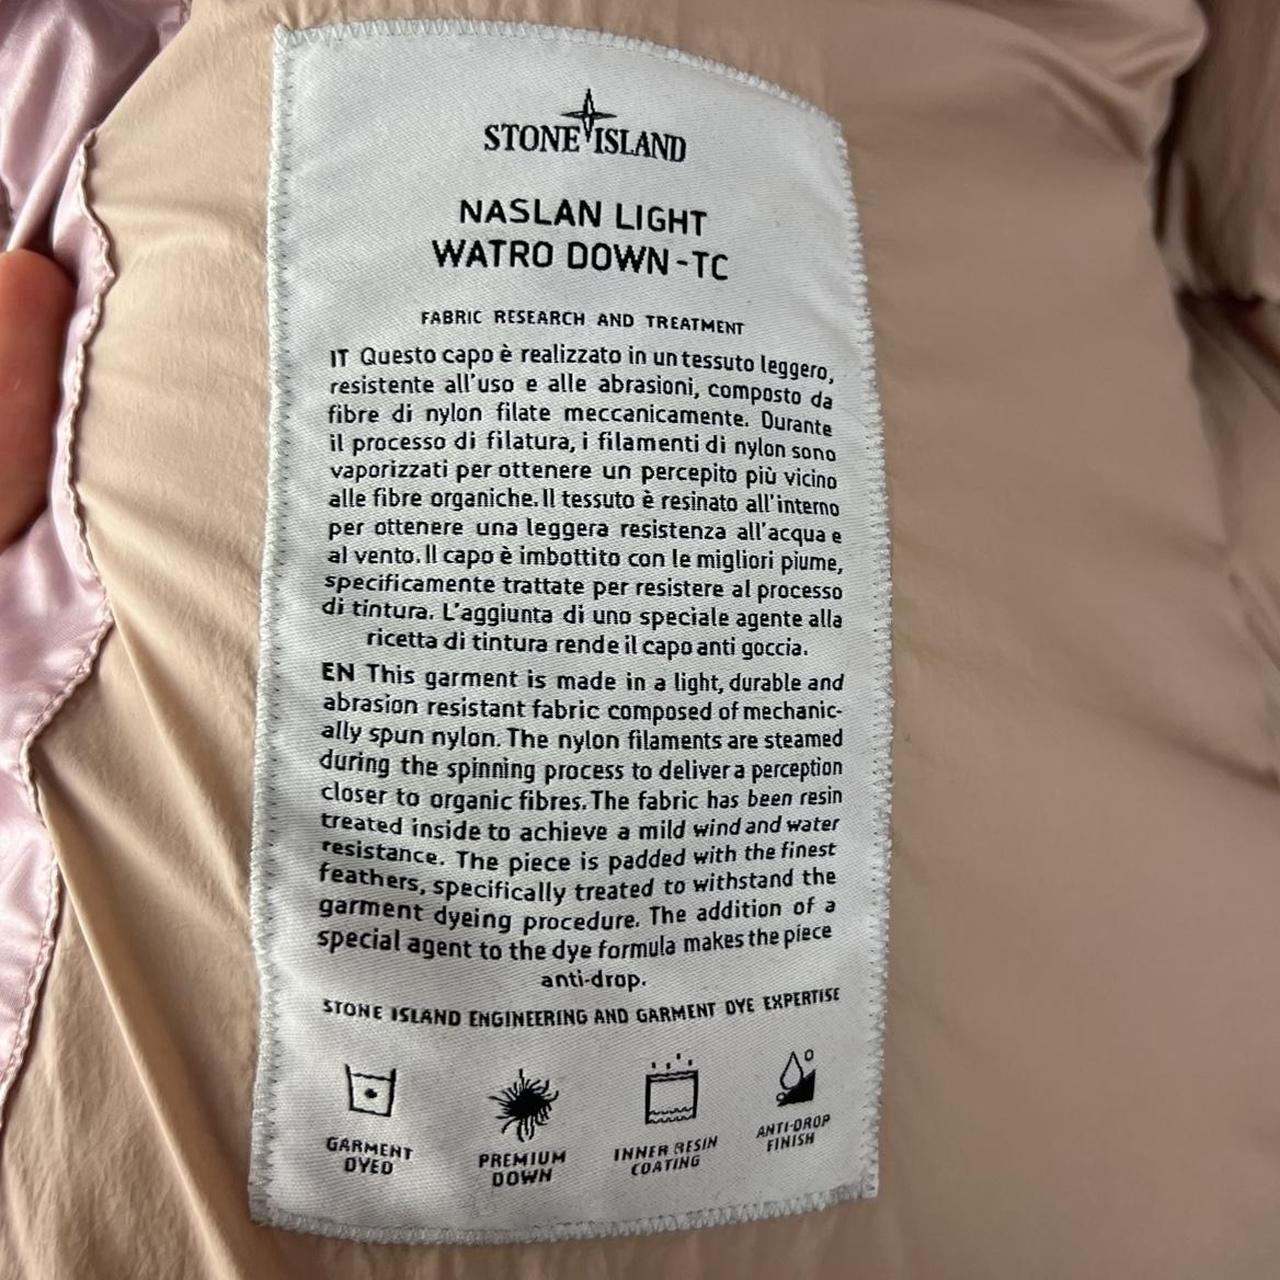 STONE ISLAND
NASLAN LIGHT
WATRO DOWN-TC
FABRIC RESEARCH AND TREATMENT
IT Questo capo è realizzato in un tessuto leggero,
resistente all'uso e alle abrasioni, composto da
fibre di nylon filate meccanicamente. Durante
il processo di filatura, i filamenti di nylon sono
vaporizzati per ottenere un percepito più vicino
alle fibre organiche. Il tessuto è resinato all'interno
per ottenere una leggera resistenza all'acqua e
al vento. Il capo è imbottito con le migliori piume,
specificamente trattate per resistere al processo
di tintura. L'aggiunta di uno speciale agente alla
ricetta di tintura rende il capo anti goccia.
EN This garment is made in a light, durable and
abrasion resistant fabric composed of mechanic-
ally spun nylon. The nylon filaments are steamed
during the spinning process to deliver a perception
closer to organic fibres. The fabric has been resin
treated inside to achieve a mild wind and water
resistance. The piece is padded with the finest
feathers, specifically treated to withstand the
garment dyeing procedure. The addition of a
special agent to the dye formula makes the piece
anti-drop.
STONE ISLAND ENGINEERING AND GARMENT DYE EXPERTISE
GARMENT
DYED
PREMIUM
DOWN
INNER RESIN
COATING
ANTI-DROP
FINISH